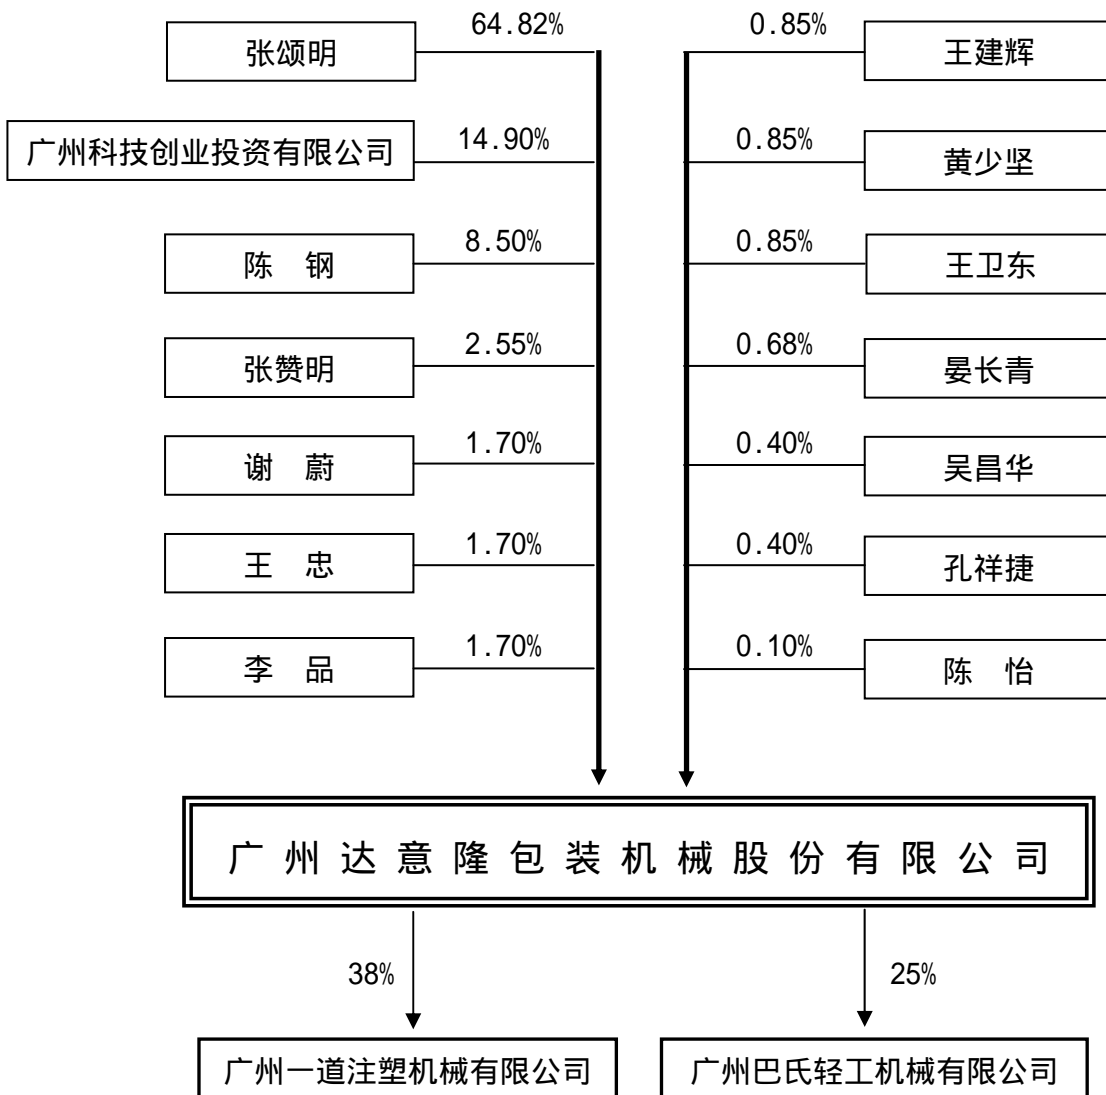 64.82%
张颂明
0.85%
王建辉
广州科技创业投资有限公司
14.90%
0.85%
黄少坚
陈　钢
8.50%
0.85%
王卫东
张赞明
2.55%
0.68%
晏长青
谢　蔚
1.70%
0.40%
吴昌华
王　忠
1.70%
0.40%
孔祥捷
李　品
1.70%
0.10%
陈　怡
广州达意隆包装机械股份有限公司
38%
25%
广州一道注塑机械有限公司
广州巴氏轻工机械有限公司